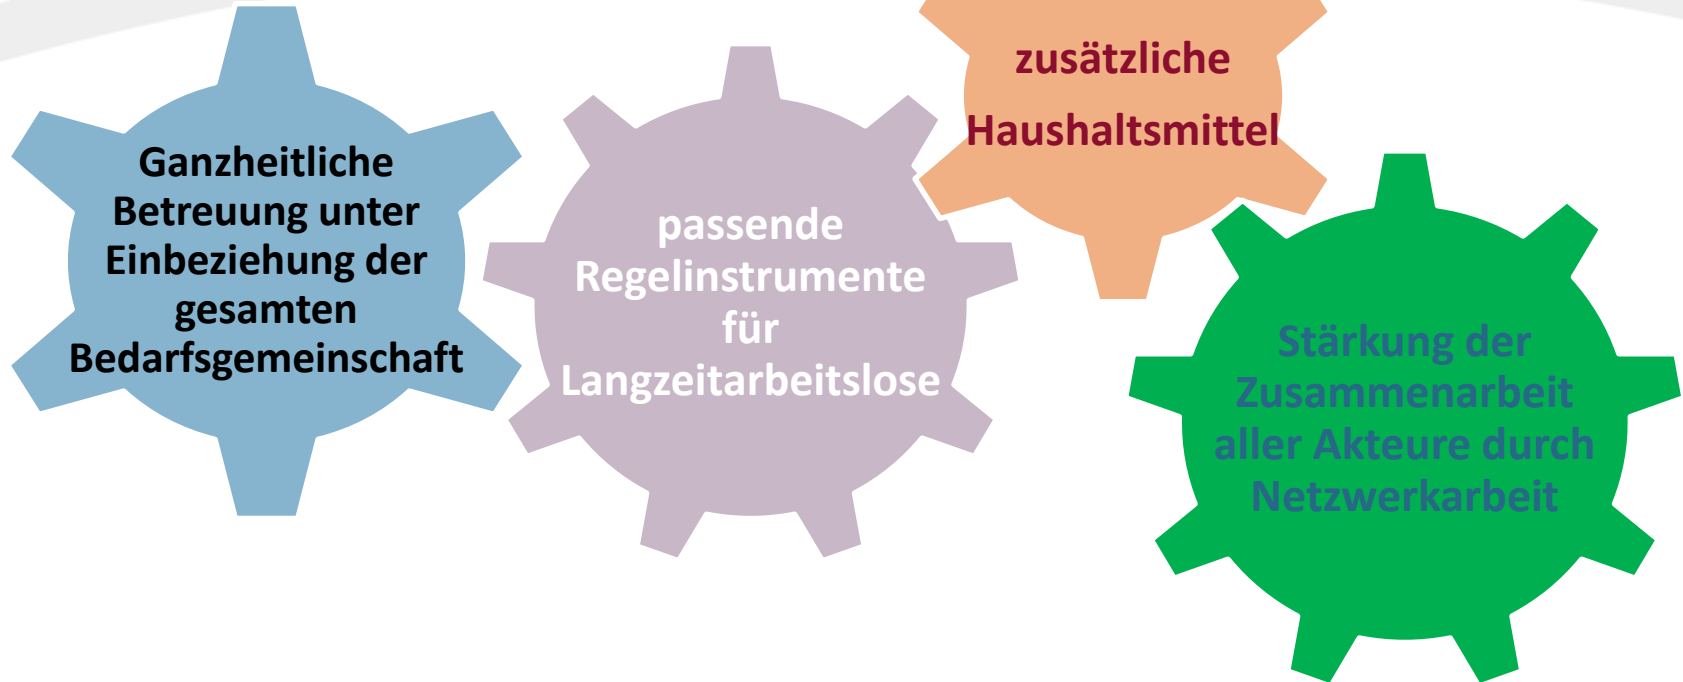 Ganzheitliche
Betreuung unter
Einbeziehung der
gesamten
Bedarfsgemeinschaft
passende
Regelinstrumente
für
Langzeitarbeitslose
zusätzliche
Haushaltsmittel
Stärkung der
Zusammenarbeit
aller Akteure durch
Netzwerkarbeit